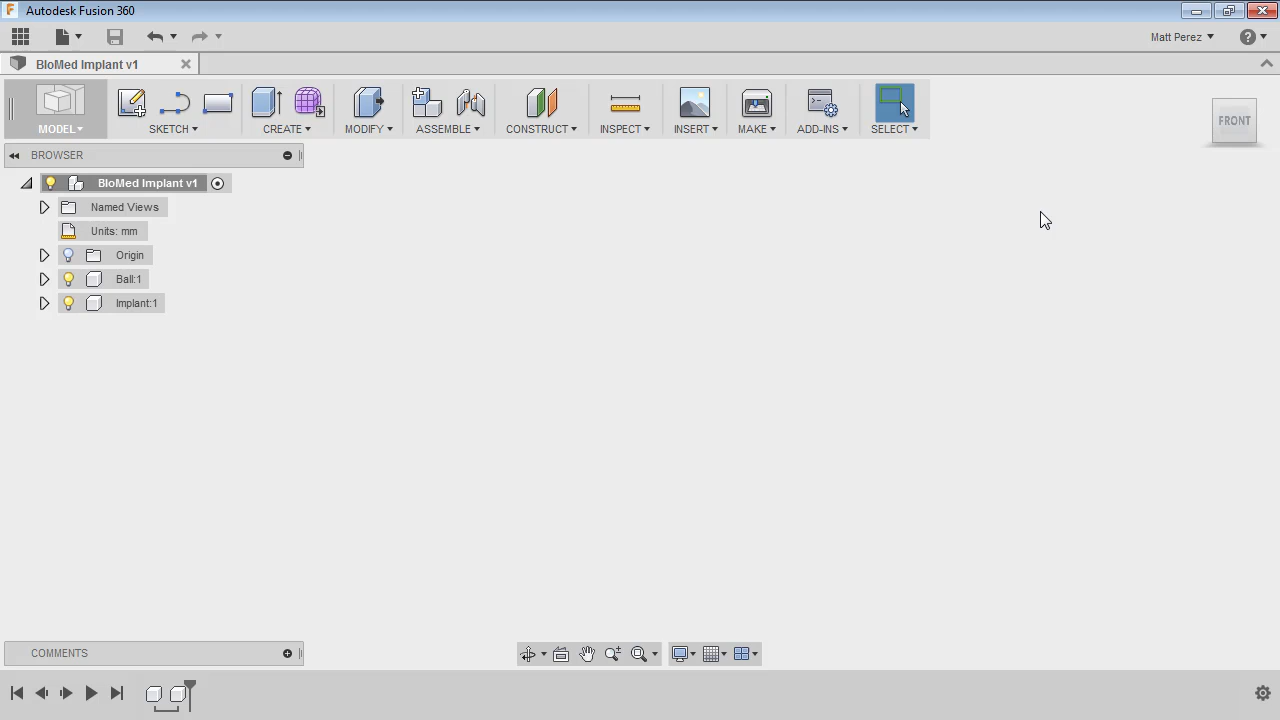 Autodesk Fusion 360
Matt Perez
BIoMed Implant v1
MODEL
SKETCH
CREATE
MODIFY
ASSEMBLE
CONSTRUCT
INSPECT
INSERT
MAKE
ADD-INS
SELECT
FRONT
BROWSER
BIoMed Implant v1
Named Views
Units: mm
Origin
Ball:1
Implant:1
COMMENTS